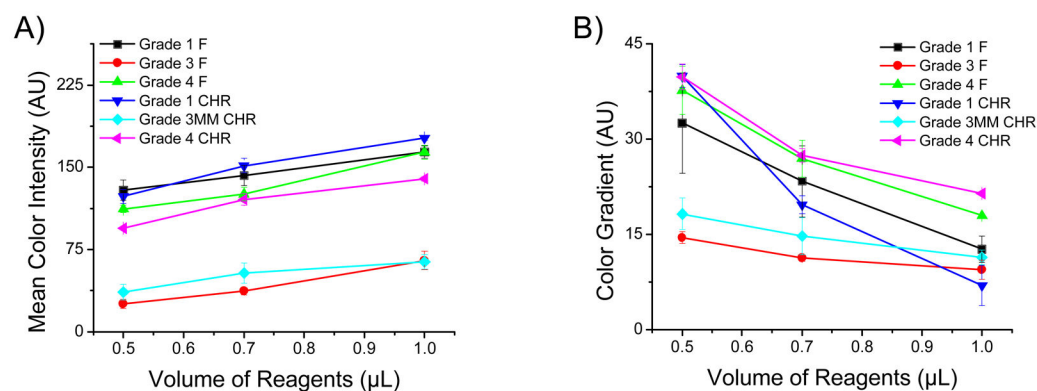 A)
Grade 1 F
Grade 3 F
Grade 4 F
Grade 1 CHR
Grade 3MM CHR
Grade 4 CHR
Mean Color Intensity (AU)
225
150
75
0
0.5 0.6 0.7 0.8 0.9 1.0
Volume of Reagents (μL)
B)
Grade 1 F
Grade 3 F
Grade 4 F
Grade 1 CHR
Grade 3MM CHR
Grade 4 CHR
Color Gradient (AU)
45
30
15
0
0.5 0.6 0.7 0.8 0.9 1.0
Volume of Reagents (μL)